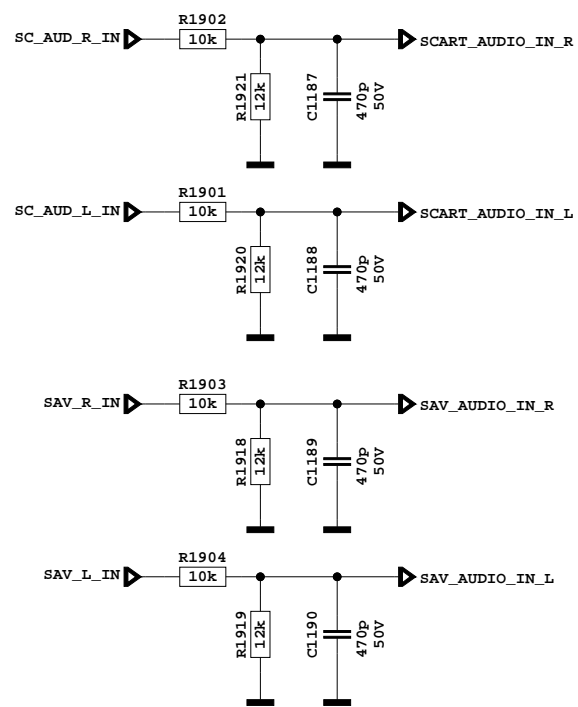 R1902
SC_AUD_R_IN
10k
SCART_AUDIO_IN_R
R1921
12k
C1187
470p
50V
R1901
SC_AUD_L_IN
10k
SCART_AUDIO_IN_L
R1920
12k
C1188
470p
50V
R1903
SAV_R_IN
10k
SAV_AUDIO_IN_R
R1918
12k
C1189
470p
50V
R1904
SAV_L_IN
10k
SAV_AUDIO_IN_L
R1919
12k
C1190
470p
50V